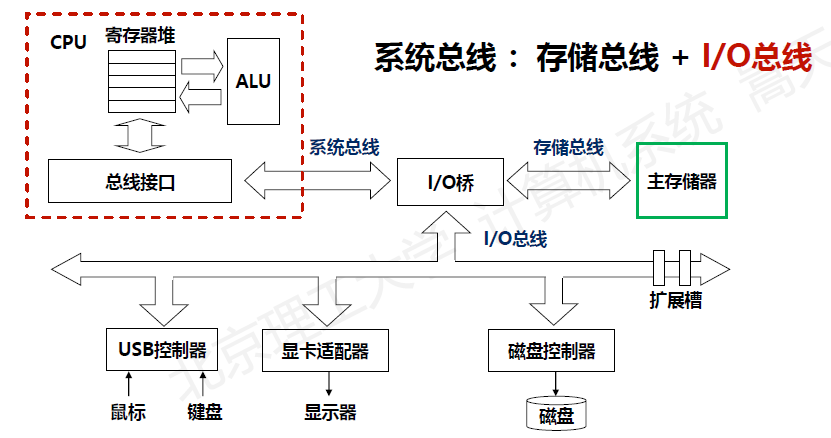 系统总线：存储总线 + I/O总线
CPU
寄存器堆
ALU
总线接口
系统总线
I/O桥
存储总线
主存储器
I/O总线
扩展槽
USB控制器
显卡适配器
磁盘控制器
鼠标
键盘
显示器
磁盘
北京理工大学 计算机系统 高天